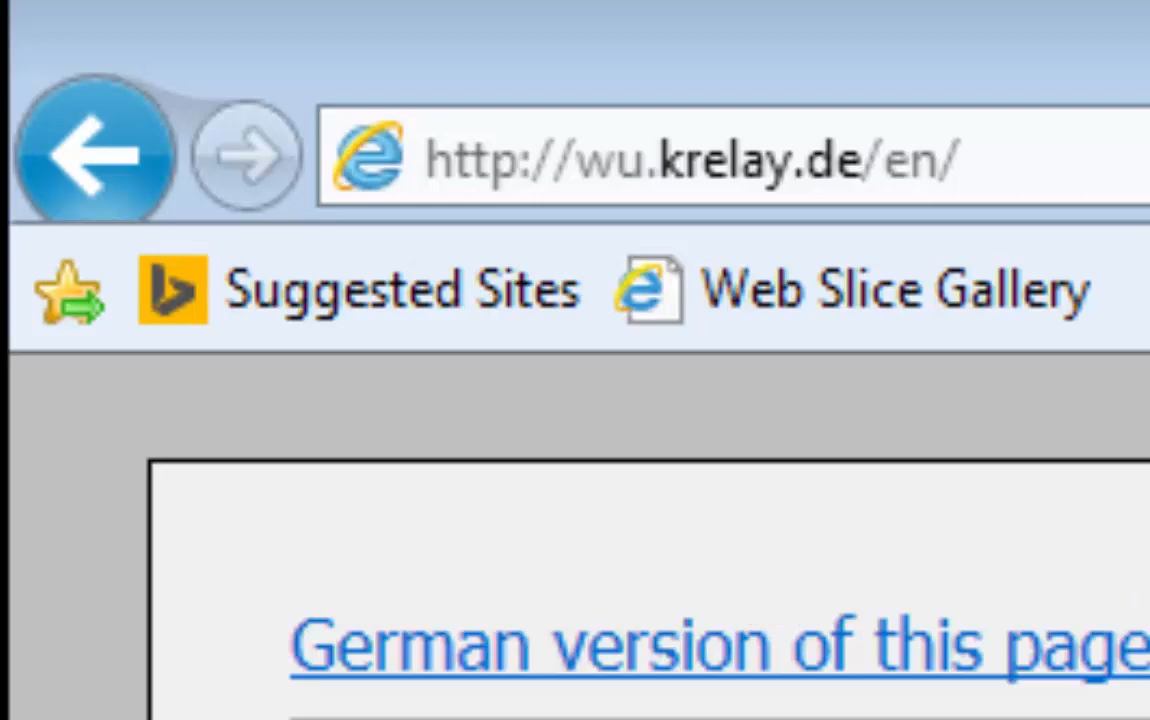 http://wu.krelay.de/en/
Suggested Sites Web Slice Gallery
German version of this page